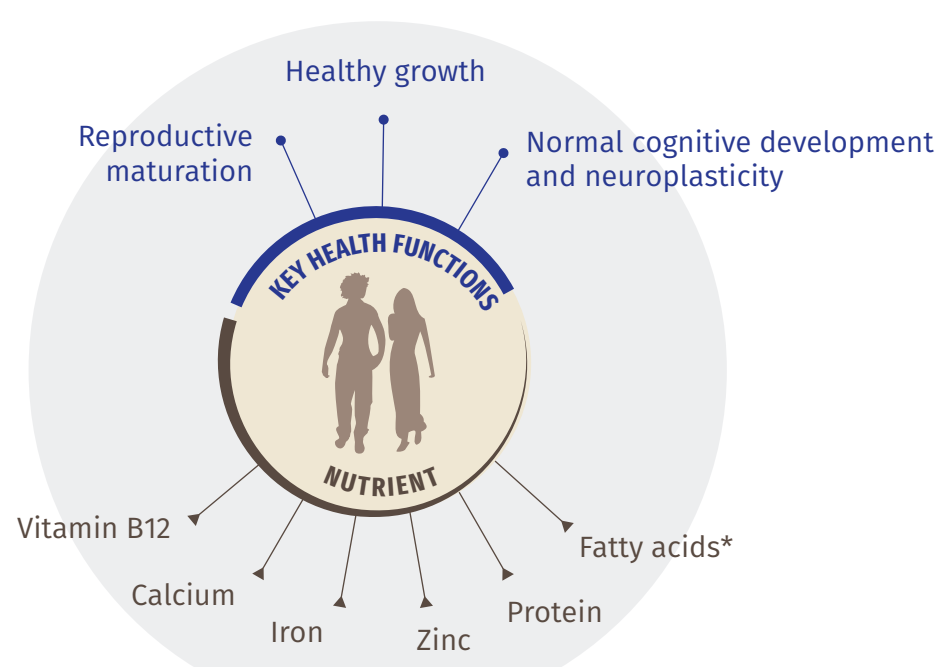 Healthy growth
Reproductive
maturation
Normal cognitive development
and neuroplasticity
KEY HEALTH FUNCTIONS
NUTRIENT
Vitamin B12
Calcium
Iron
Zinc
Protein
Fatty acids*